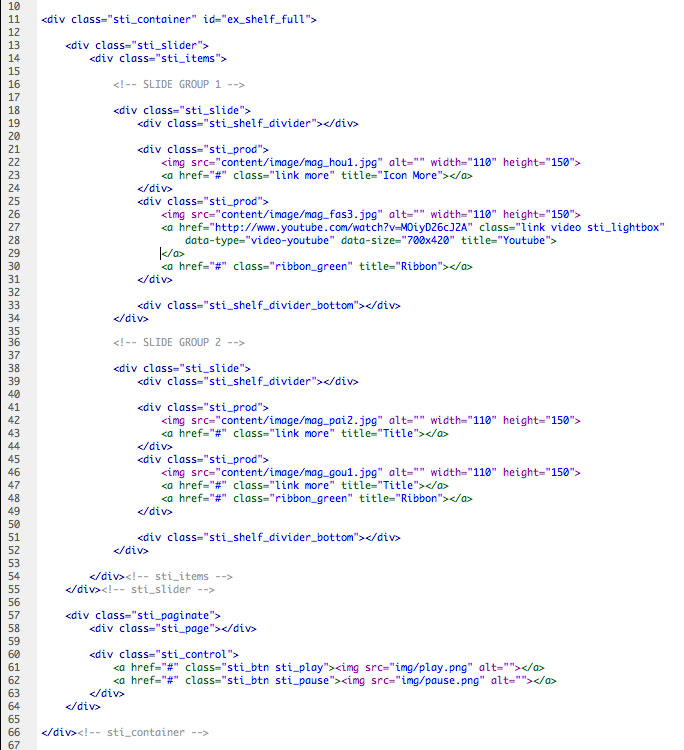 10
11 <div class="sti_container" id="ex_shelf_full">
12
13     <div class="sti_slider">
14         <div class="sti_items">
15
16             <!-- SLIDE GROUP 1 -->
17
18             <div class="sti_slide">
19                 <div class="sti_shelf_divider"></div>
20
21                 <div class="sti_prod">
22                     <img src="content/image/mag_hou1.jpg" alt="" width="110" height="150">
23                     <a href="#" class="link more" title="Icon More"></a>
24                 </div>
25                 <div class="sti_prod">
26                     <img src="content/image/mag_fas3.jpg" alt="" width="110" height="150">
27                     <a href="http://www.youtube.com/watch?v=MOiyD26cJ2A" class="link video sti_lightbox"
28                         data-type="video-youtube" data-size="700x420" title="Youtube">
29                     </a>
30                     <a href="#" class="ribbon_green" title="Ribbon"></a>
31                 </div>
32
33                 <div class="sti_shelf_divider_bottom"></div>
34             </div>
35
36             <!-- SLIDE GROUP 2 -->
37
38             <div class="sti_slide">
39                 <div class="sti_shelf_divider"></div>
40
41                 <div class="sti_prod">
42                     <img src="content/image/mag_pai2.jpg" alt="" width="110" height="150">
43                     <a href="#" class="link more" title="Title"></a>
44                 </div>
45                 <div class="sti_prod">
46                     <img src="content/image/mag_gou1.jpg" alt="" width="110" height="150">
47                     <a href="#" class="link more" title="Title"></a>
48                     <a href="#" class="ribbon_green" title="Ribbon"></a>
49                 </div>
50
51                 <div class="sti_shelf_divider_bottom"></div>
52             </div>
53
54         </div><!-- sti_items -->
55     </div><!-- sti_slider -->
56
57     <div class="sti_paginate">
58         <div class="sti_page"></div>
59
60         <div class="sti_control">
61             <a href="#" class="sti_btn sti_play"><img src="img/play.png" alt=""></a>
62             <a href="#" class="sti_btn sti_pause"><img src="img/pause.png" alt=""></a>
63         </div>
64     </div>
65
66 </div><!-- sti_container -->
67